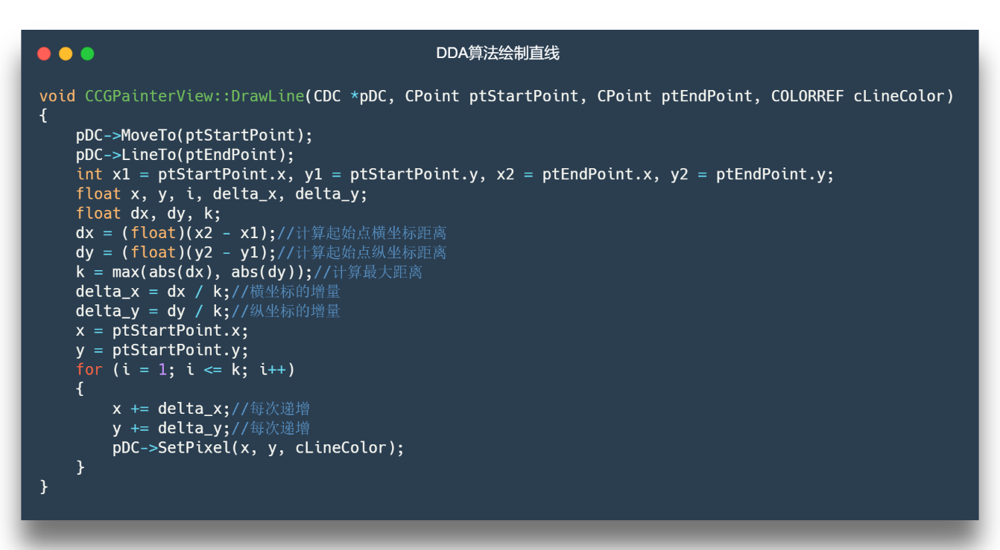 DDA算法绘制直线
void CCGPainterView::DrawLine(CDC *pDC, CPoint ptStartPoint, CPoint ptEndPoint, COLORREF cLineColor)
{
    pDC->MoveTo(ptStartPoint);
    pDC->LineTo(ptEndPoint);
    int x1 = ptStartPoint.x, y1 = ptStartPoint.y, x2 = ptEndPoint.x, y2 = ptEndPoint.y;
    float x, y, i, delta_x, delta_y;
    float dx, dy, k;
    dx = (float)(x2 - x1);//计算起始点横坐标距离
    dy = (float)(y2 - y1);//计算起始点纵坐标距离
    k = max(abs(dx), abs(dy));//计算最大距离
    delta_x = dx / k;//横坐标的增量
    delta_y = dy / k;//纵坐标的增量
    x = ptStartPoint.x;
    y = ptStartPoint.y;
    for (i = 1; i <= k; i++)
    {
        x += delta_x;//每次递增
        y += delta_y;//每次递增
        pDC->SetPixel(x, y, cLineColor);
    }
}